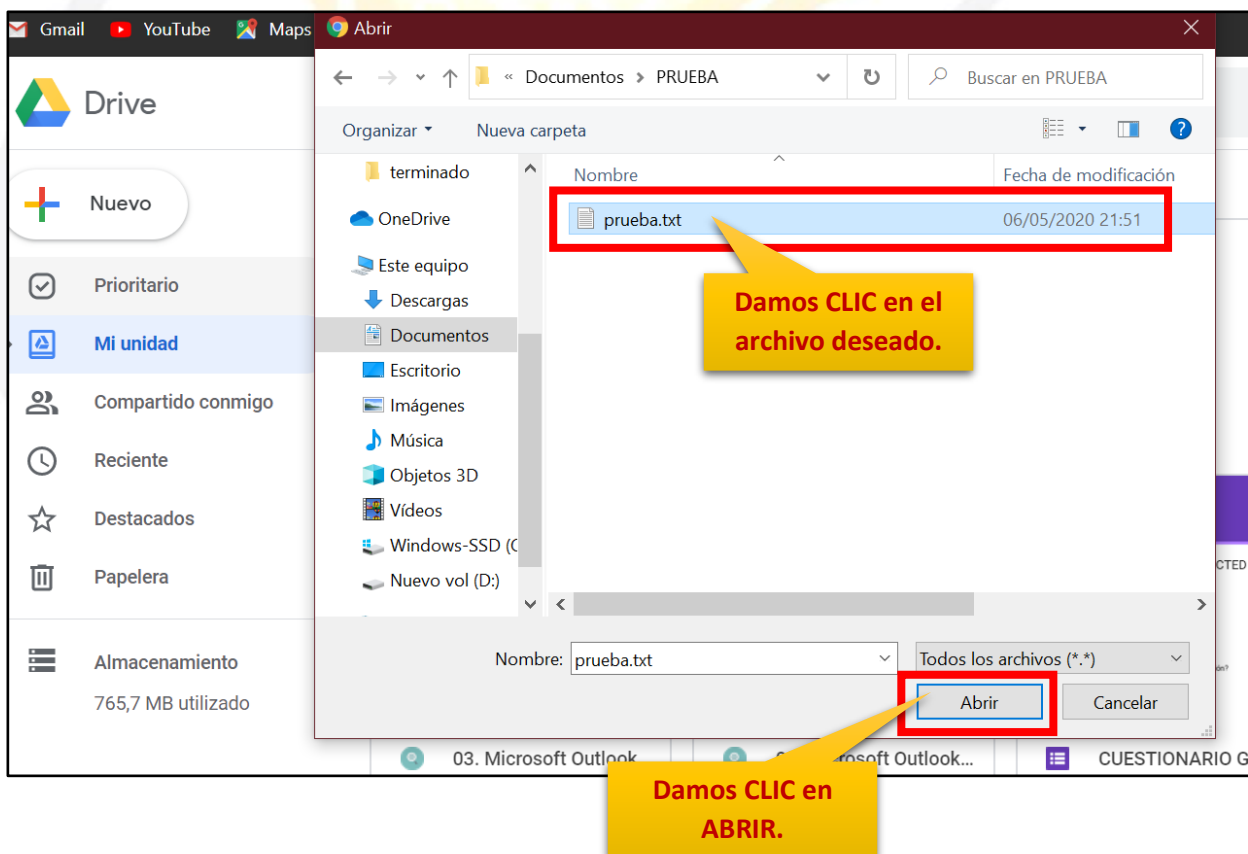 Gmail YouTube Maps
Abrir
Drive
« Documentos > PRUEBA
Buscar en PRUEBA
Organizar
Nueva carpeta
Nuevo
Prioritario
Mi unidad
Compartido conmigo
Reciente
Destacados
Papelera
Almacenamiento
765,7 MB utilizado
terminado
OneDrive
Este equipo
Descargas
Documentos
Escritorio
Imágenes
Música
Objetos 3D
Vídeos
Windows-SSD (C
Nuevo vol (D:)
Nombre Fecha de modificación
prueba.txt 06/05/2020 21:51
Damos CLIC en el
archivo deseado.
Nombre: prueba.txt
Todos los archivos (*.*)
Abrir Cancelar
CTED
03. Microsoft Outlook
osoft Outlook...
CUESTIONARIO G
Damos CLIC en
ABRIR.